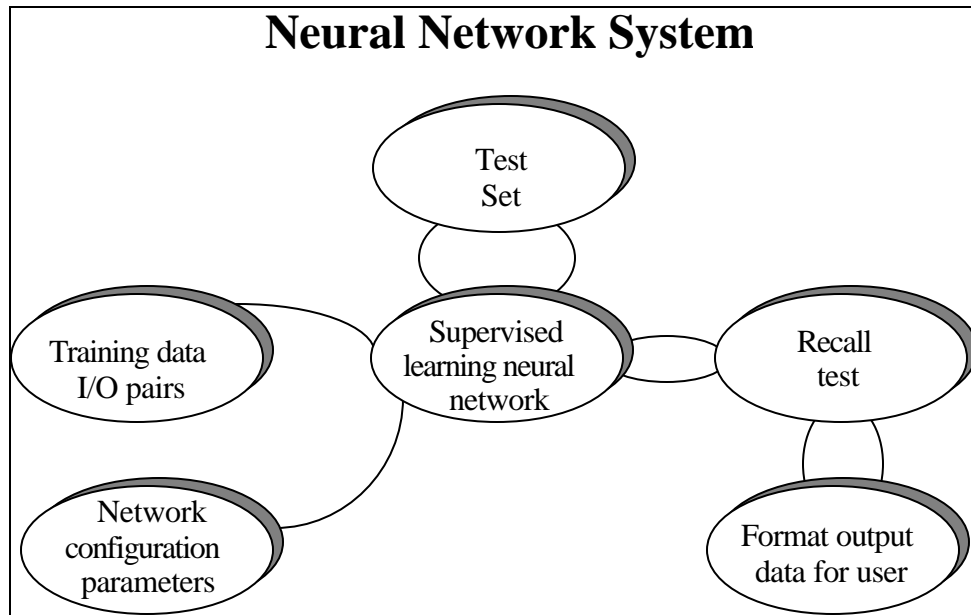 Neural Network System
Test
Set
Training data
I/O pairs
Supervised
learning neural
network
Recall
test
Network
configuration
parameters
Format output
data for user